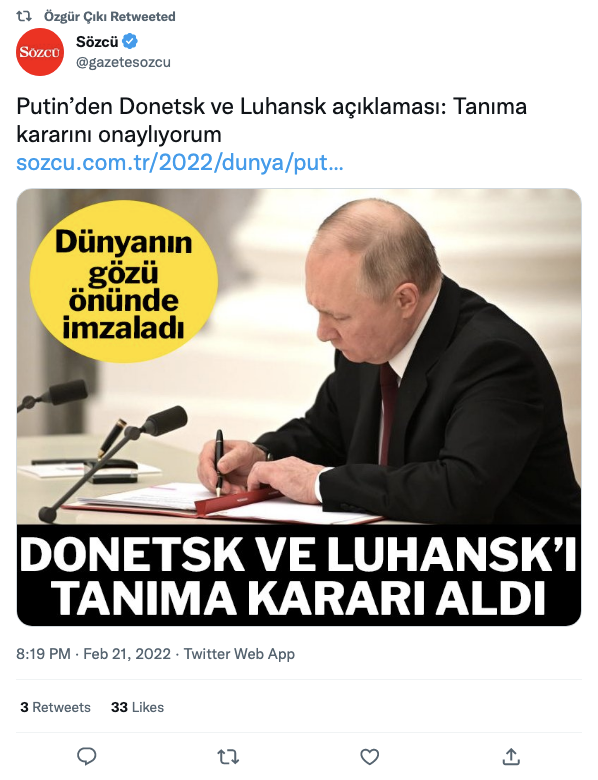 Özgür Çıkı Retweeted
SÖZCÜ
Sözcü
@gazetesozcu
Putin’den Donetsk ve Luhansk açıklaması: Tanıma
kararını onaylıyorum
sozcu.com.tr/2022/dunya/put...
Dünyanın
gözü
önünde
imzaladı
DONETSK VE LUHANSK’I
TANIMA KARARI ALDI
8:19 PM · Feb 21, 2022 · Twitter Web App
3 Retweets 33 Likes